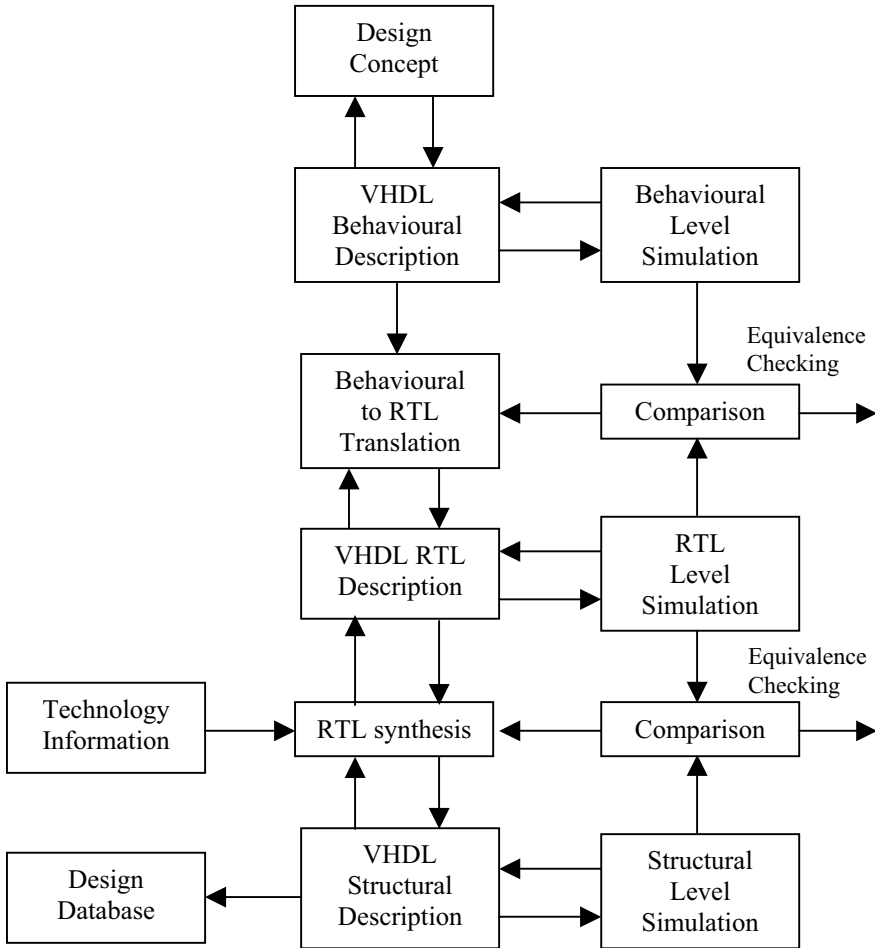 Design
Concept
VHDL
Behavioural
Description
Behavioural
Level
Simulation
Equivalence
Checking
Behavioural
to RTL
Translation
Comparison
VHDL RTL
Description
RTL
Level
Simulation
Equivalence
Checking
Technology
Information
RTL synthesis
Comparison
Design
Database
VHDL
Structural
Description
Structural
Level
Simulation